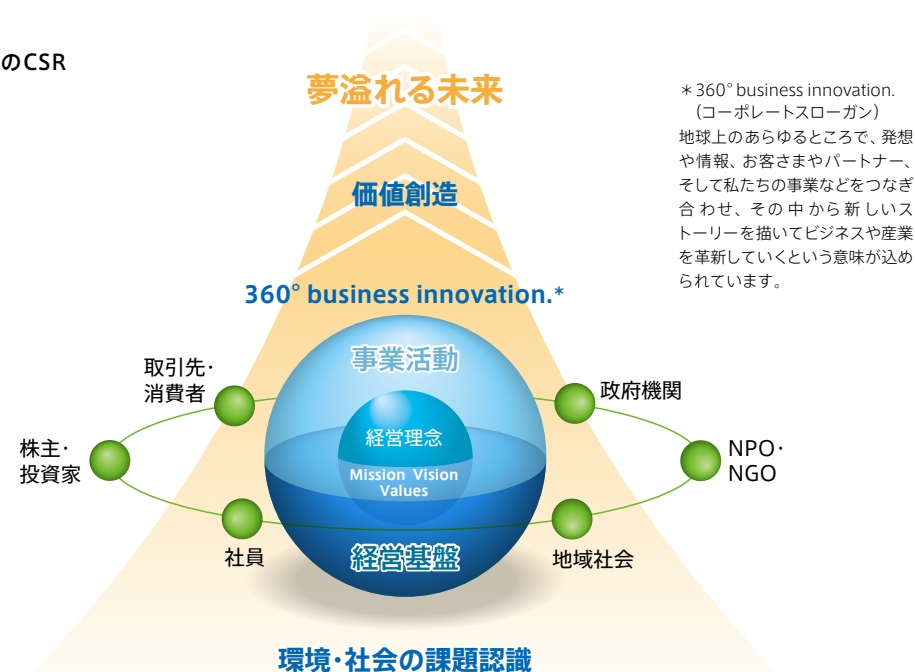 のCSR
夢溢れる未来
価値創造
360° business innovation.*
＊360° business innovation.
（コーポレートスローガン）
地球上のあらゆるところで、発想
や情報、お客さまやパートナー、
そして私たちの事業などをつなぎ
合わせ、その中から新しいス
トーリーを描いてビジネスや産業
を革新していくという意味が込め
られています。
事業活動
取引先・
消費者
政府機関
経営理念
Mission Vision
Values
株主・
投資家
NPO・
NGO
社員
経営基盤
地域社会
環境・社会の課題認識